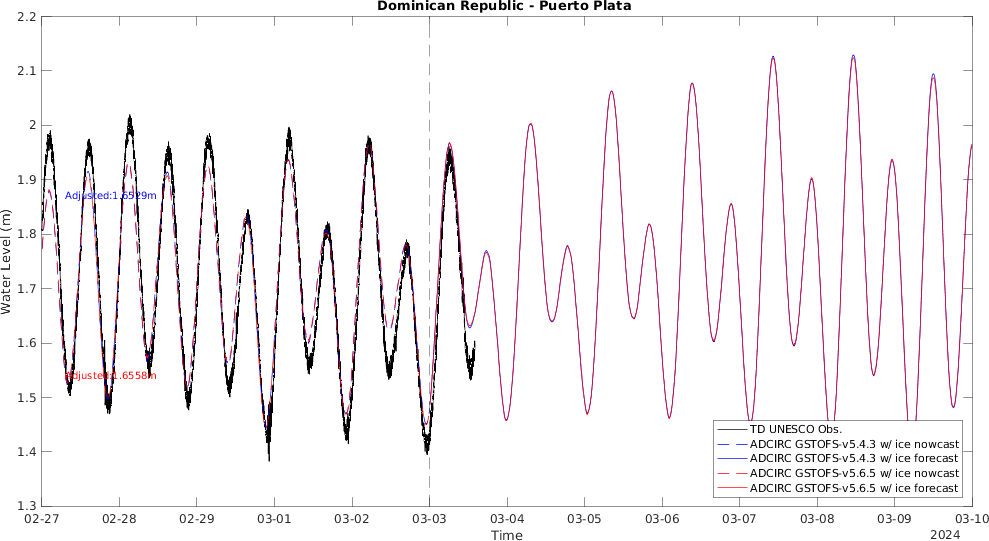 Dominican Republic - Puerto Plata
2.2
2.1
2
1.9
1.8
1.7
1.6
1.5
1.4
1.3
Water Level (m)
Adjusted:1.6529m
Adjusted:1.6558m
TD UNESCO Obs.
ADCIRC GSTOFS-v5.4.3 w/ ice nowcast
ADCIRC GSTOFS-v5.4.3 w/ ice forecast
ADCIRC GSTOFS-v5.6.5 w/ ice nowcast
ADCIRC GSTOFS-v5.6.5 w/ ice forecast
02-27 02-28 02-29 03-01 03-02 03-03 03-04 03-05 03-06 03-07 03-08 03-09 03-10
Time
2024